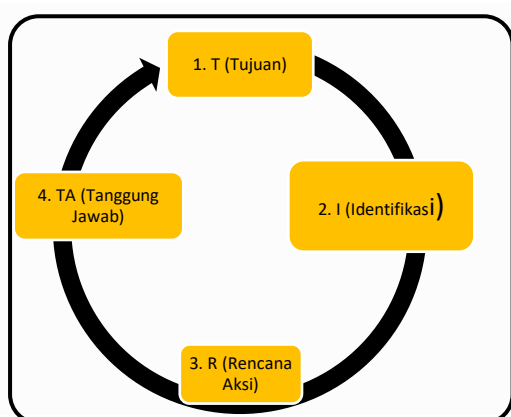 1. T (Tujuan)
2. I (Identifikasi)
3. R (Rencana
Aksi)
4. TA (Tanggung
Jawab)